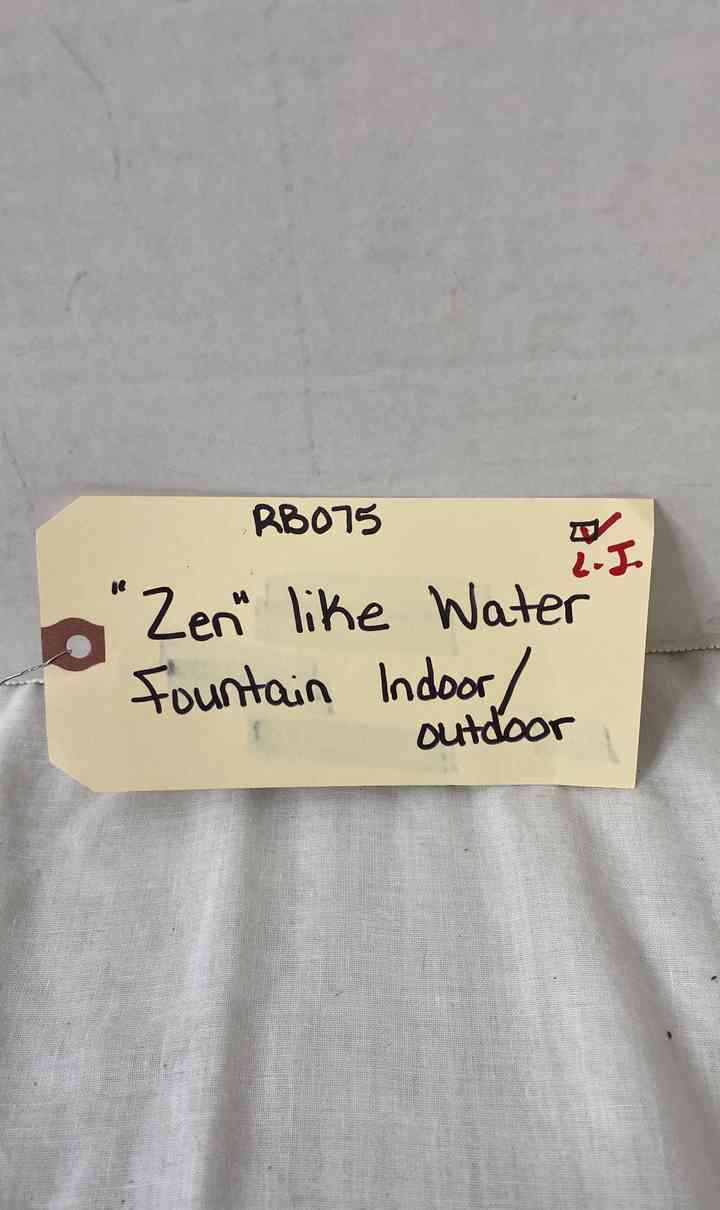 RB075
☑
L.J.
"Zen" like Water
Fountain Indoor/
outdoor